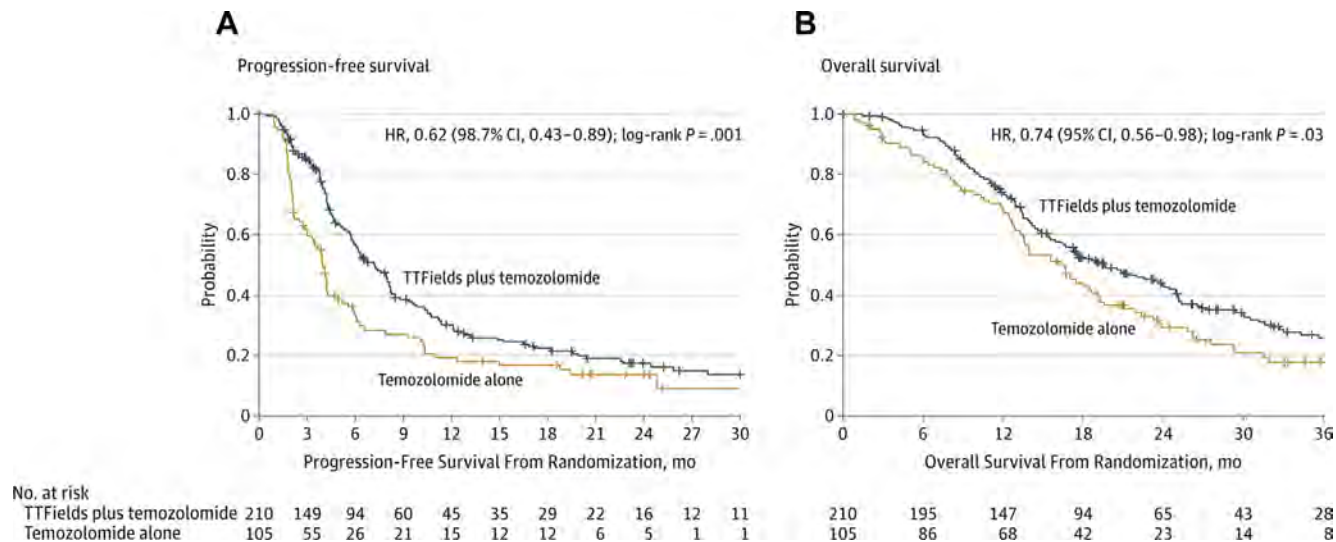 A
Progression-free survival
1.0
0.8
0.6
0.4
0.2
0
Probability
HR, 0.62 (98.7% CI, 0.43–0.89); log-rank P = .001
TTFields plus temozolomide
Temozolomide alone
0 3 6 9 12 15 18 21 24 27 30
Progression-Free Survival From Randomization, mo
B
Overall survival
1.0
0.8
0.6
0.4
0.2
0
Probability
HR, 0.74 (95% CI, 0.56–0.98); log-rank P = .03
TTFields plus temozolomide
Temozolomide alone
0 6 12 18 24 30 36
Overall Survival From Randomization, mo
No. at risk
TTFields plus temozolomide 210 149 94 60 45 35 29 22 16 12 11 210 195 147 94 65 43 28
Temozolomide alone 105 55 26 21 15 12 12 6 5 1 1 105 86 68 42 23 14 8